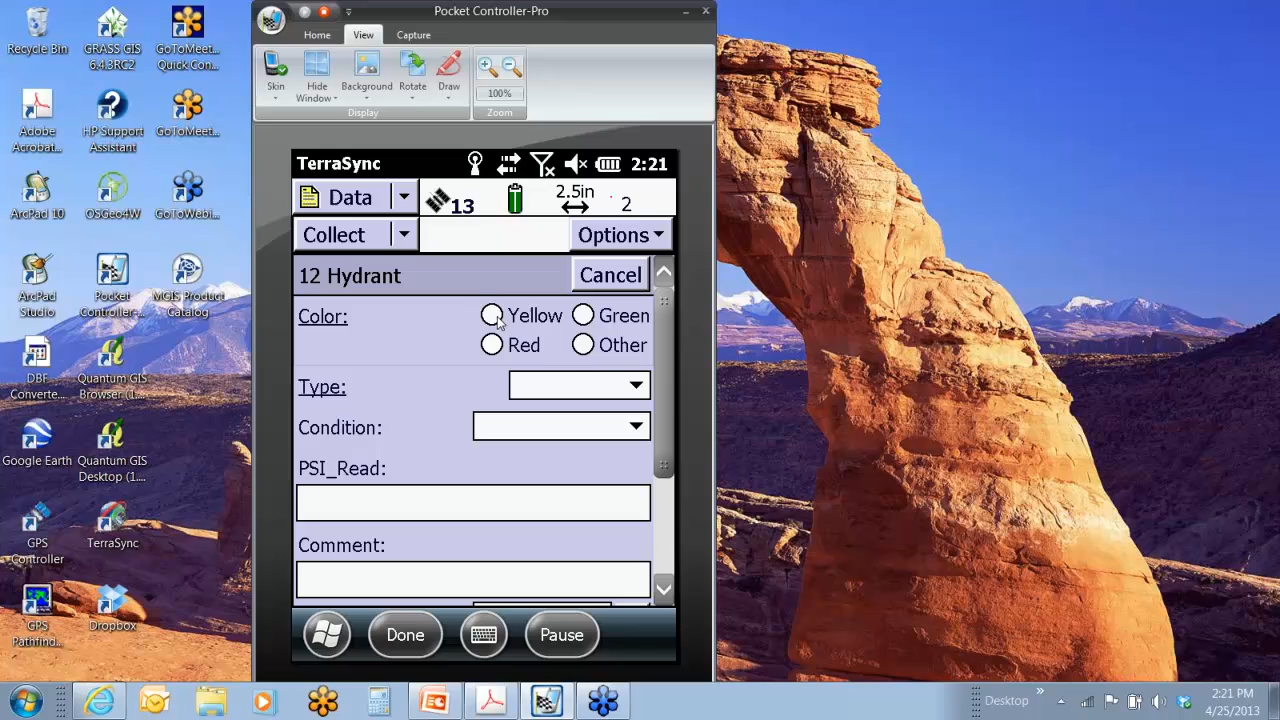 Pocket Controller-Pro
Home View Capture
Skin Hide Window Background Rotate Draw
100%
Display Zoom
TerraSync 2:21
Data 13 2.5in 2
Collect Options
12 Hydrant Cancel
Color: Yellow Green
Red Other
Type:
Condition:
PSI_Read:
Comment:
Done Pause
Recycle Bin
GRASS GIS 6.4.3RC2
GoToMeet... Quick Con...
Adobe Acrobat...
HP Support Assistant
GoToMeet...
ArcPad 10
OSGeo4W
GoToWebi...
ArcPad Studio
Pocket Controller-...
MGIS Product Catalog
DBF Converte...
Quantum GIS Browser (1...
Google Earth
Quantum GIS Desktop (1...
GPS Controller
TerraSync
GPS Pathfind...
Dropbox
Desktop »
2:21 PM
4/25/2013